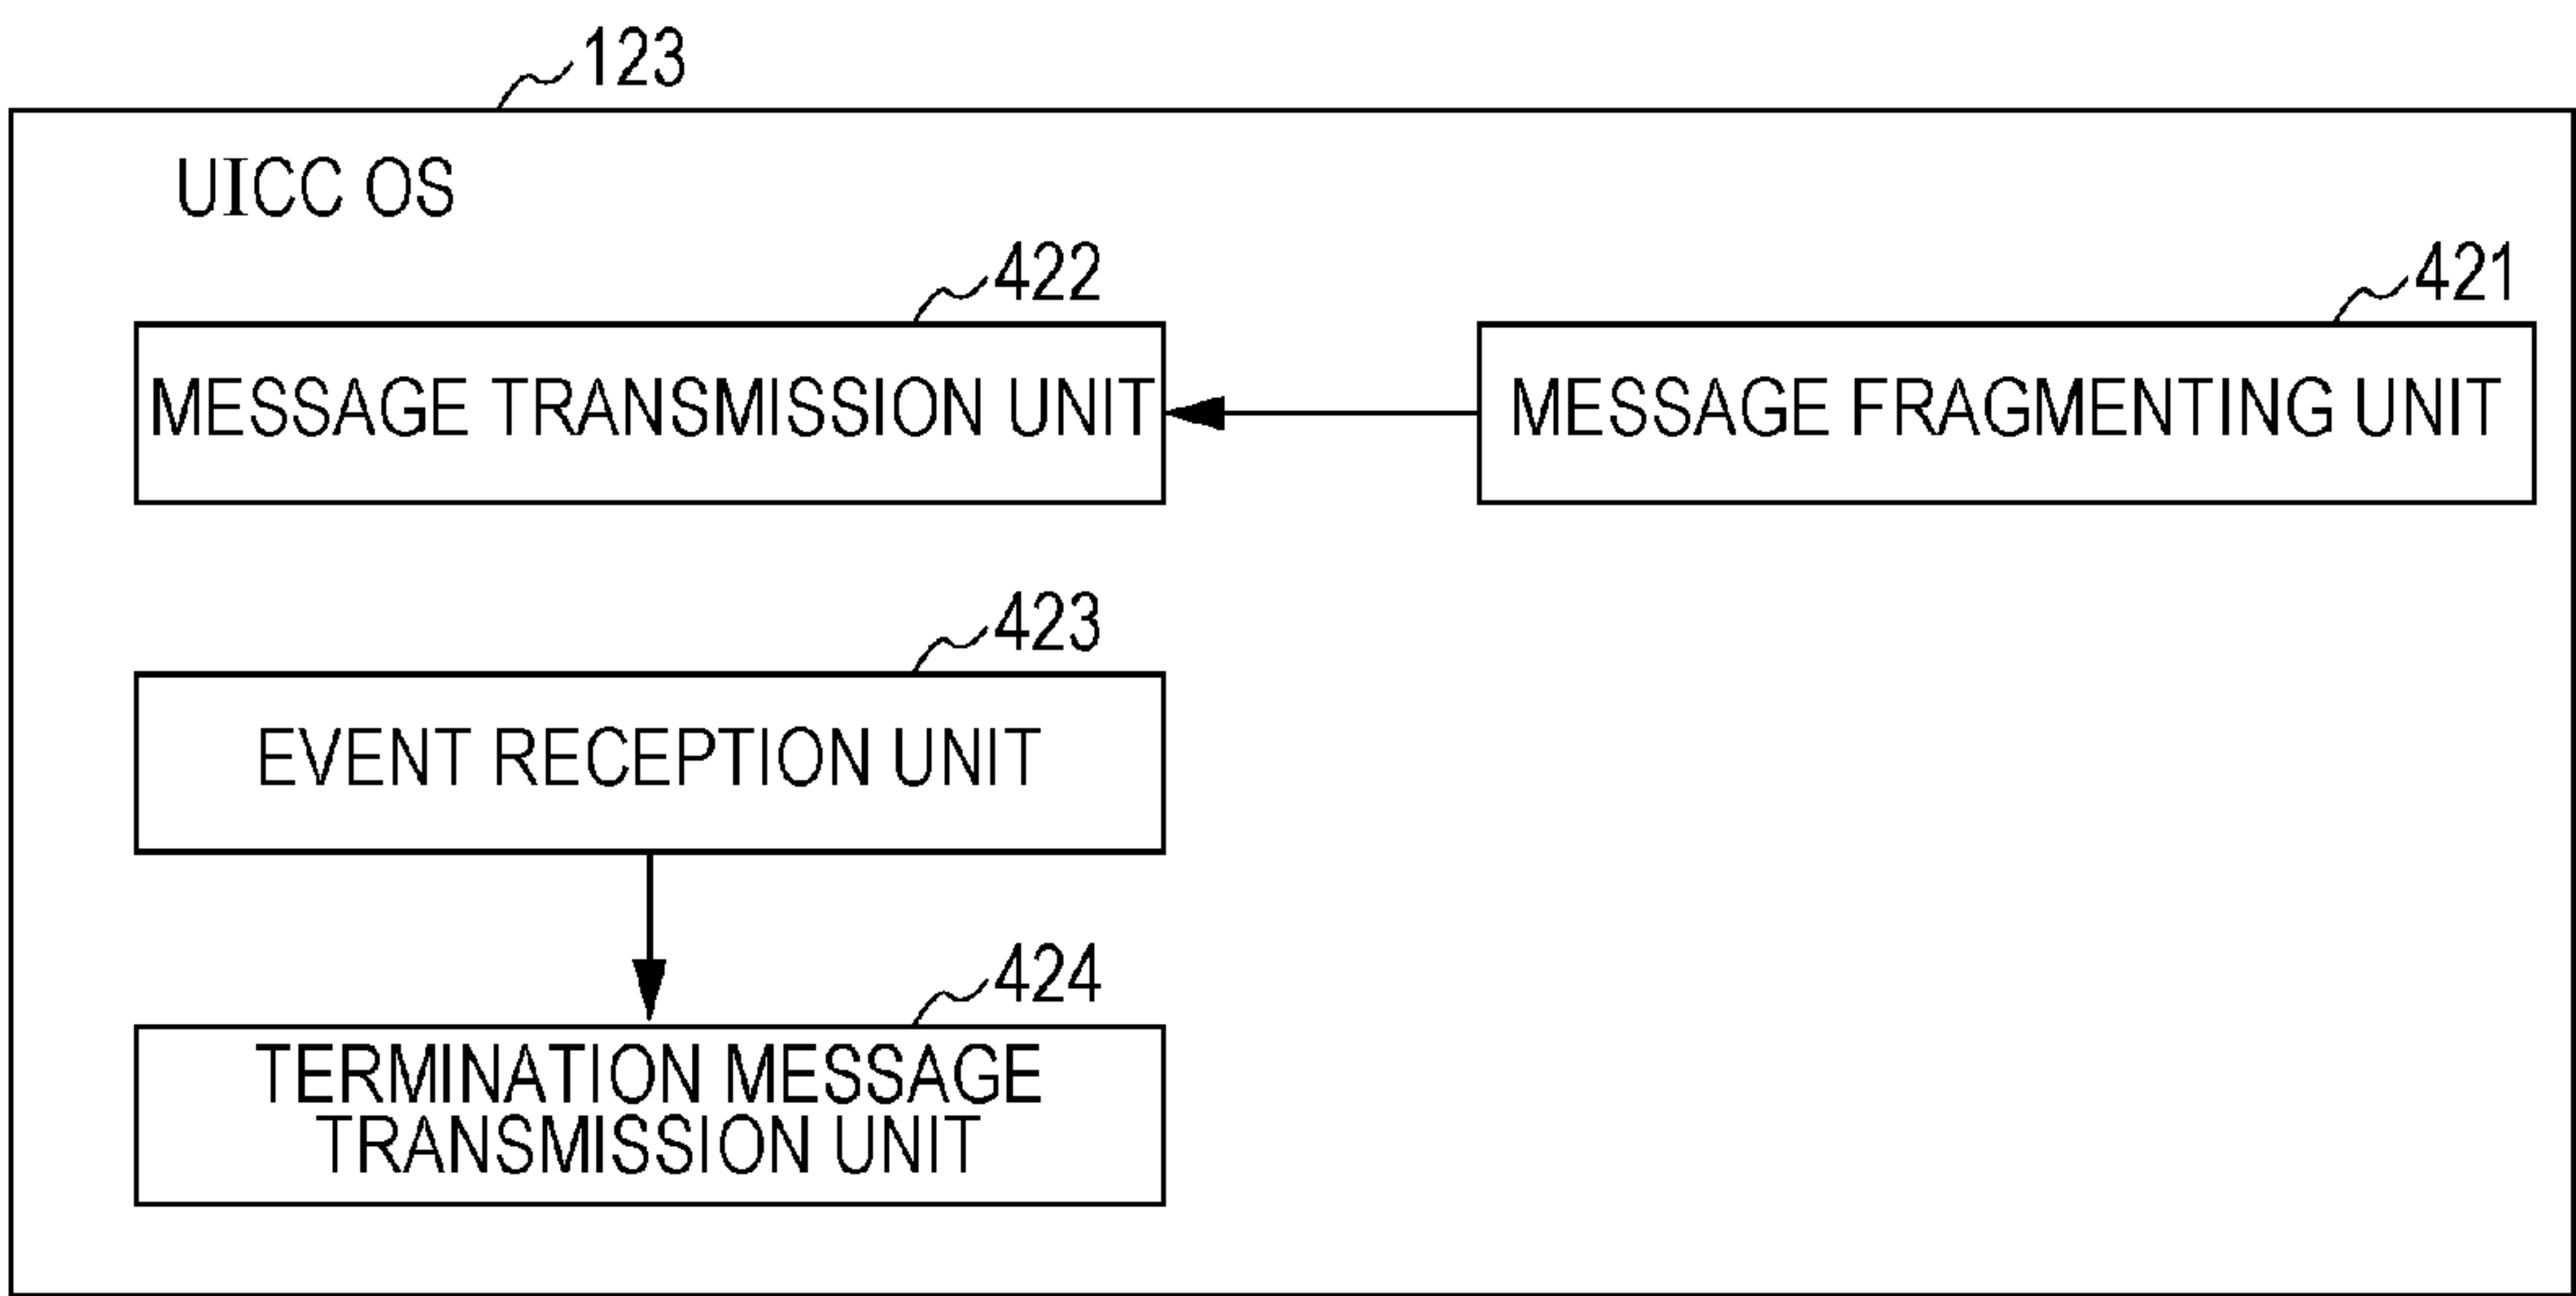 123
UICC OS
422
421
MESSAGE TRANSMISSION UNIT
MESSAGE FRAGMENTING UNIT
423
EVENT RECEPTION UNIT
424
TERMINATION MESSAGE
TRANSMISSION UNIT